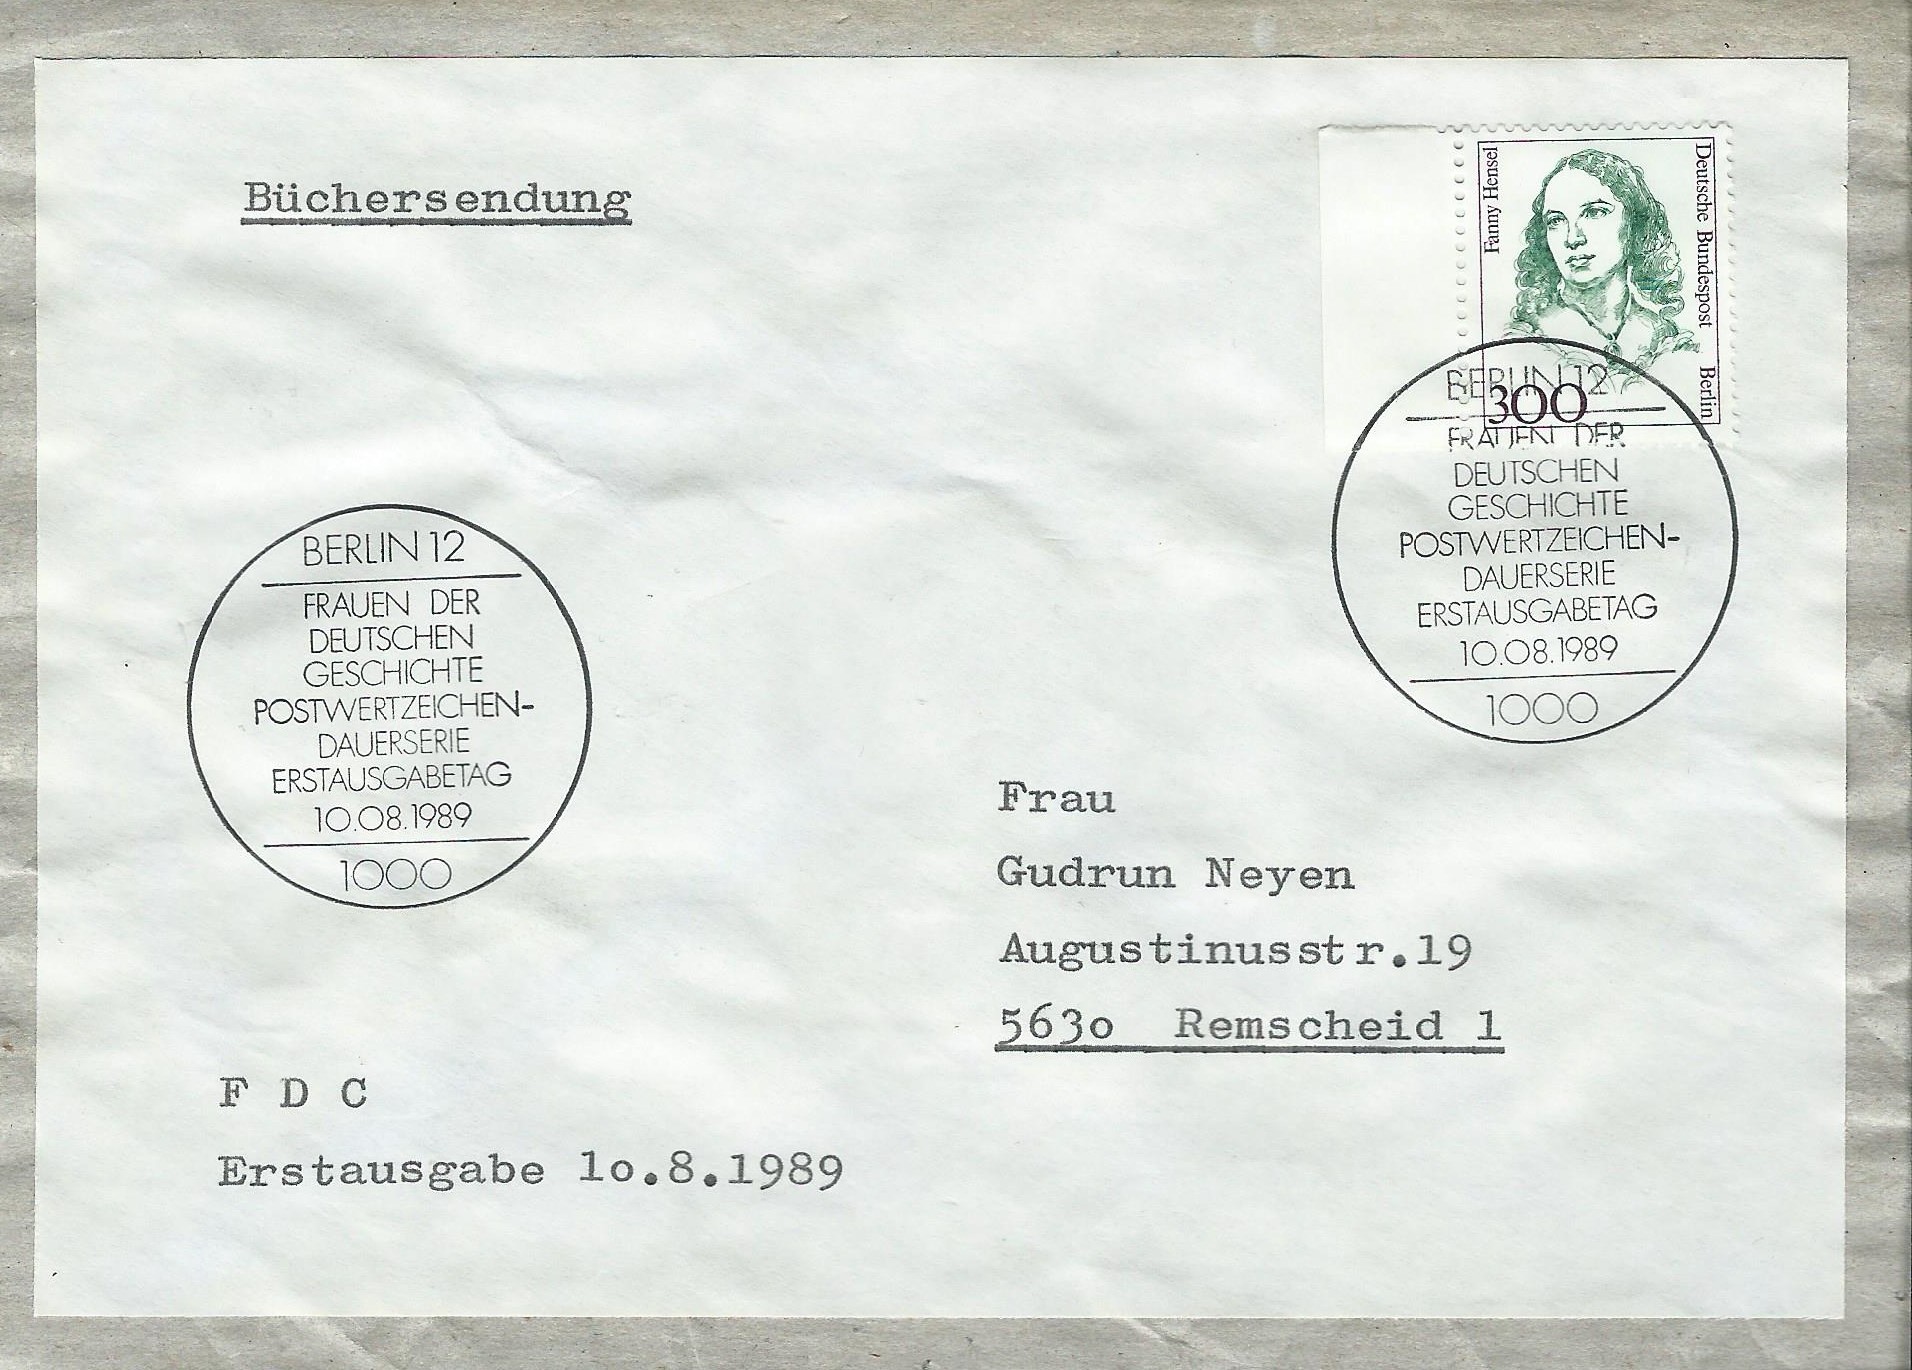 Büchersendung
Fanny Hensel
Deutsche Bundespost Berlin
300
BERLIN 12
FRAUEN DER
DEUTSCHEN
GESCHICHTE
POSTWERTZEICHEN-
DAUERSERIE
ERSTAUSGABETAG
10.08.1989
1000
BERLIN 12
FRAUEN DER
DEUTSCHEN
GESCHICHTE
POSTWERTZEICHEN-
DAUERSERIE
ERSTAUSGABETAG
10.08.1989
1000
Frau
Gudrun Neyen
Augustinusstr.19
563o Remscheid 1
F D C
Erstausgabe 1o.8.1989